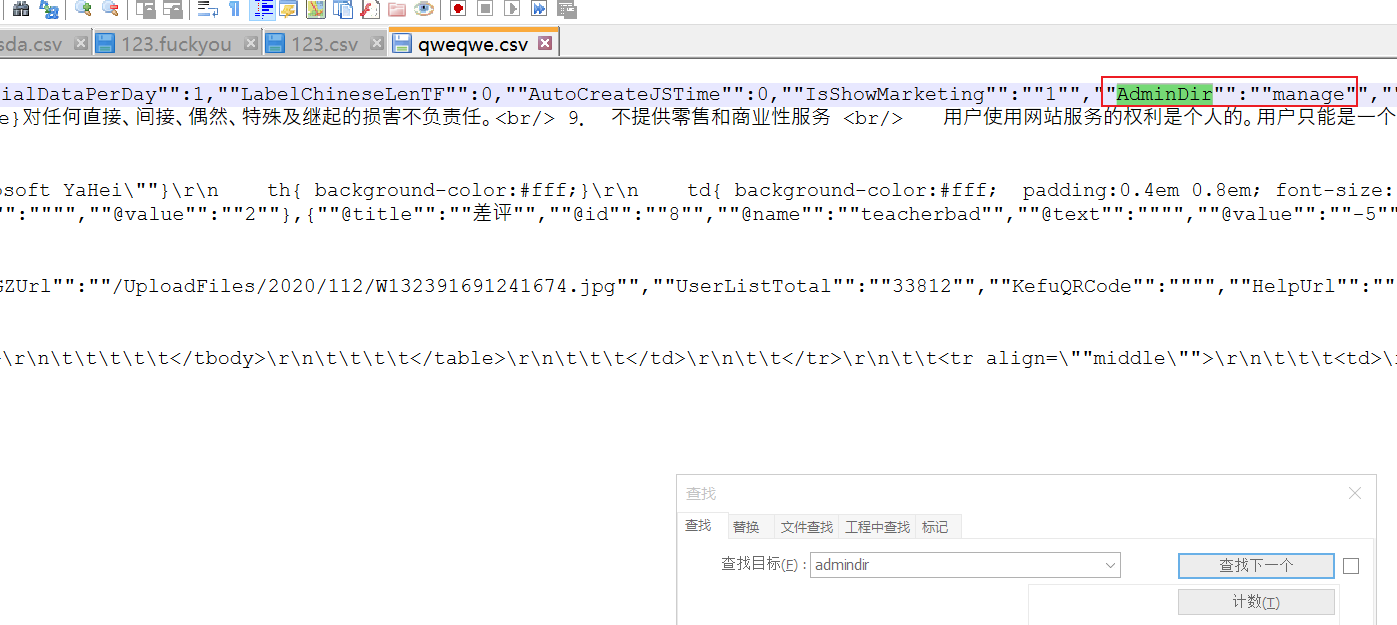 sda.csv 123.fuckyou 123.csv qweqwe.csv
ialDataPerDay"":1,""LabelChineseLenTF"":0,""AutoCreateJSTime"":0,""IsShowMarketing"":""1"",""AdminDir"":""manage"",""
e}对任何直接、间接、偶然、特殊及继起的损害不负责任。<br/> 9． 不提供零售和商业性服务 <br/> 用户使用网站服务的权利是个人的。用户只能是一个
osoft YaHei\""}\r\n th{ background-color:#fff;}\r\n td{ background-color:#fff; padding:0.4em 0.8em; font-size:
"":"""",""@value"":""2""},{""@title"":""差评"",""@id"":""8"",""@name"":""teacherbad"",""@text"":"""",""@value"":""-5""
GZUrl"":""/UploadFiles/2020/112/W132391691241674.jpg"",""UserListTotal"":""33812"",""KefuQRCode"":"""",""HelpUrl"":""
>\r\n\t\t\t\t\t</tbody>\r\n\t\t\t\t</table>\r\n\t\t\t</td>\r\n\t\t</tr>\r\n\t\t<tr align=\""middle\"">\r\n\t\t\t<td>\
查找
查找 替换 文件查找 工程中查找 标记
查找目标(F) : admindir 查找下一个
计数(T)